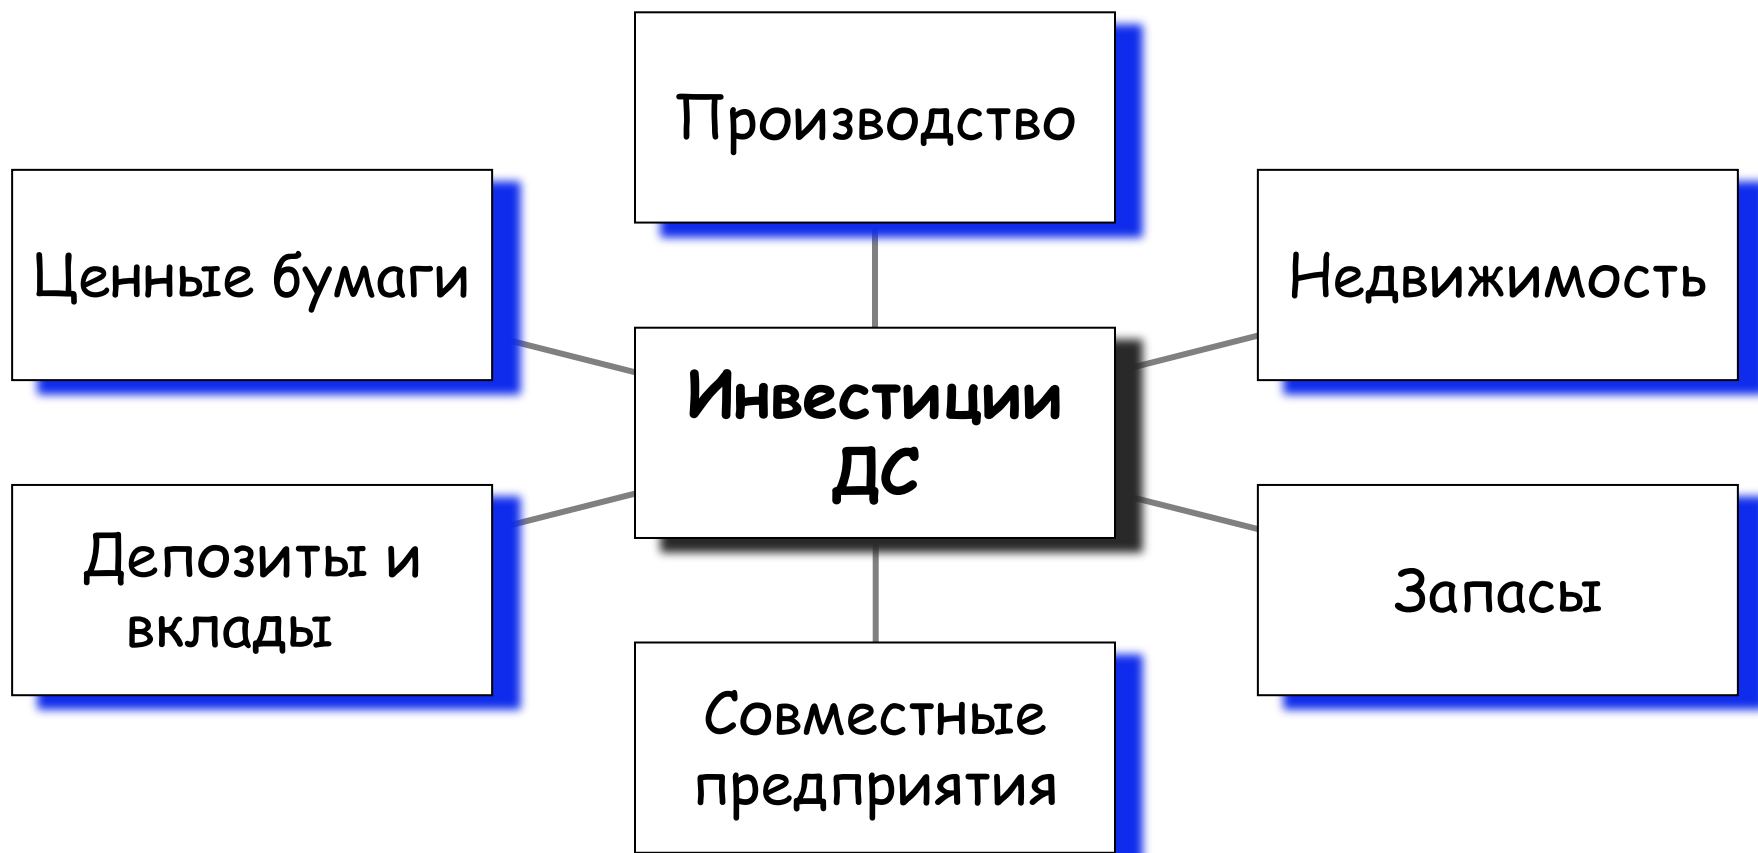 Производство
Ценные бумаги
Недвижимость
Инвестиции
ДС
Депозиты и
вклады
Запасы
Совместные
предприятия